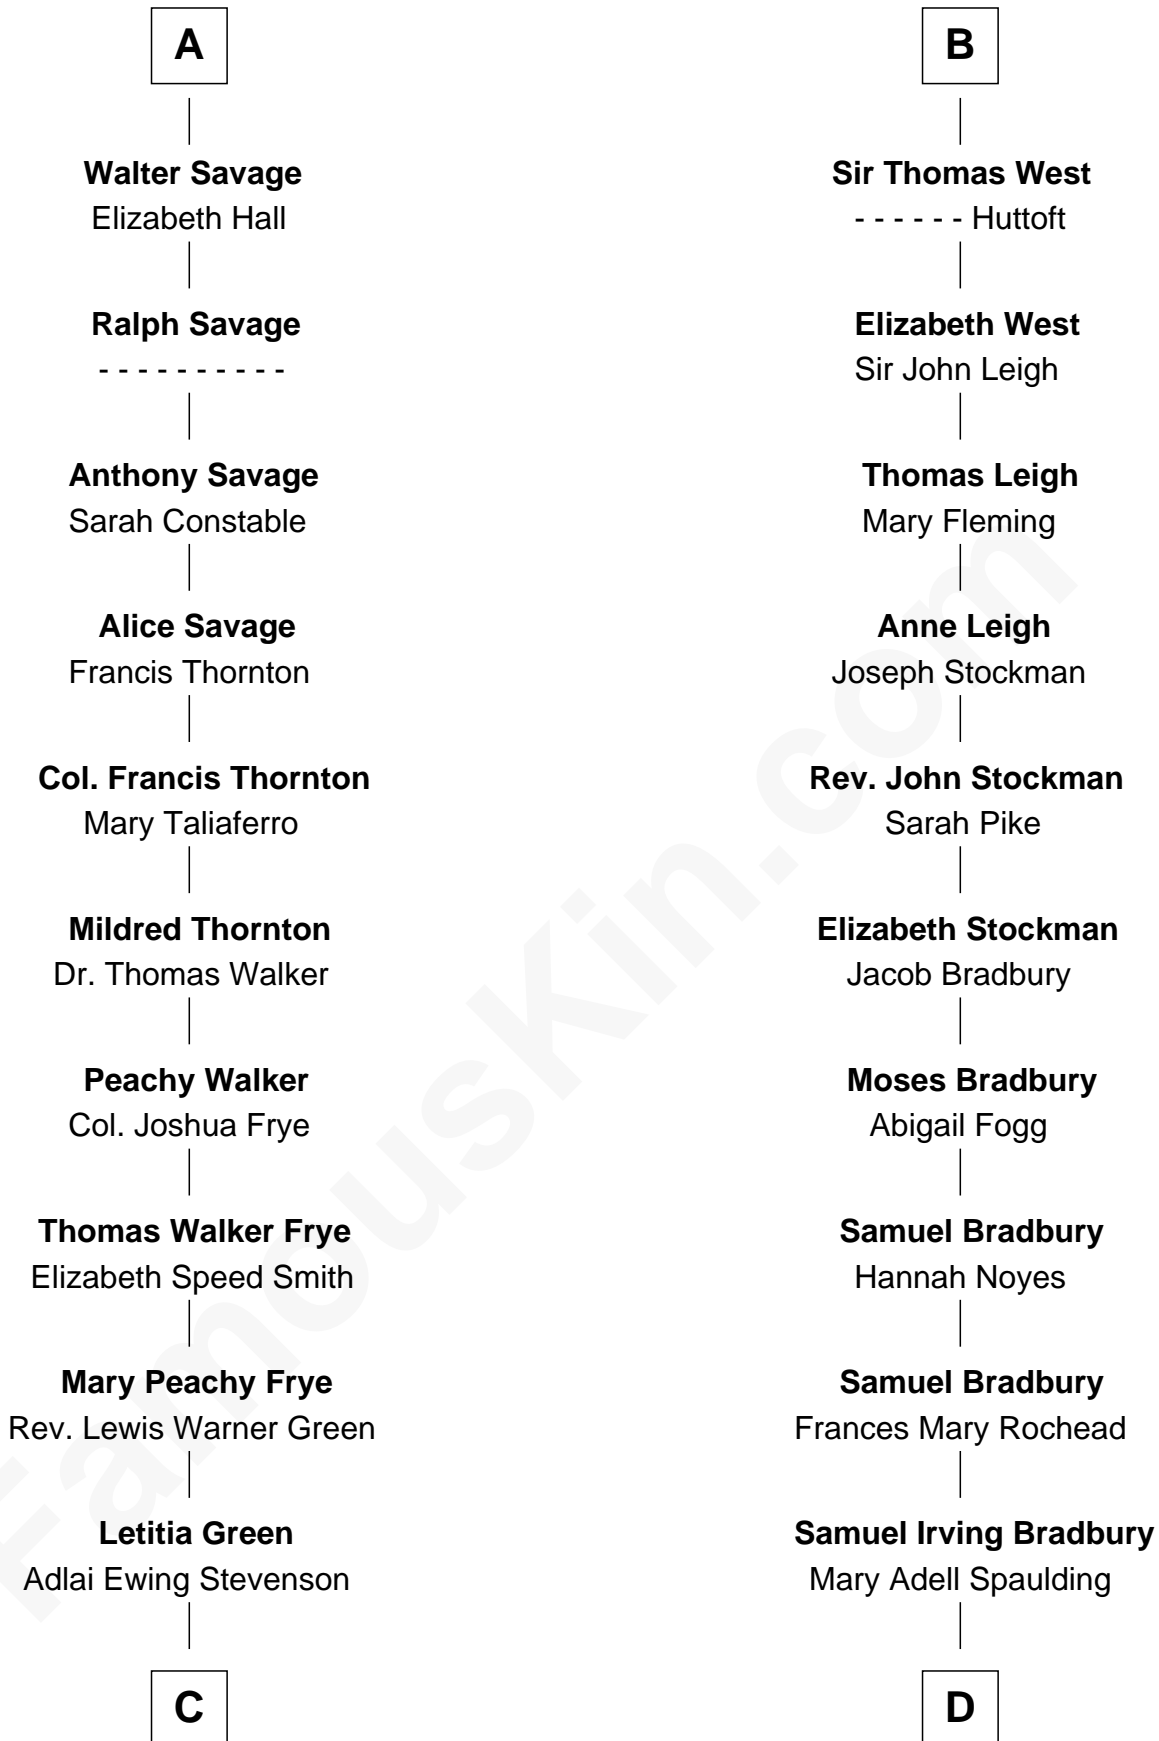 A
Walter Savage
Elizabeth Hall
Ralph Savage
- - - - - - - - - -
Anthony Savage
Sarah Constable
Alice Savage
Francis Thornton
Col. Francis Thornton
Mary Taliaferro
Mildred Thornton
Dr. Thomas Walker
Peachy Walker
Col. Joshua Frye
Thomas Walker Frye
Elizabeth Speed Smith
Mary Peachy Frye
Rev. Lewis Warner Green
Letitia Green
Adlai Ewing Stevenson
C
B
Sir Thomas West
- - - - - - Huttoft
Elizabeth West
Sir John Leigh
Thomas Leigh
Mary Fleming
Anne Leigh
Joseph Stockman
Rev. John Stockman
Sarah Pike
Elizabeth Stockman
Jacob Bradbury
Moses Bradbury
Abigail Fogg
Samuel Bradbury
Hannah Noyes
Samuel Bradbury
Frances Mary Rochead
Samuel Irving Bradbury
Mary Adell Spaulding
D
FamousKin.com